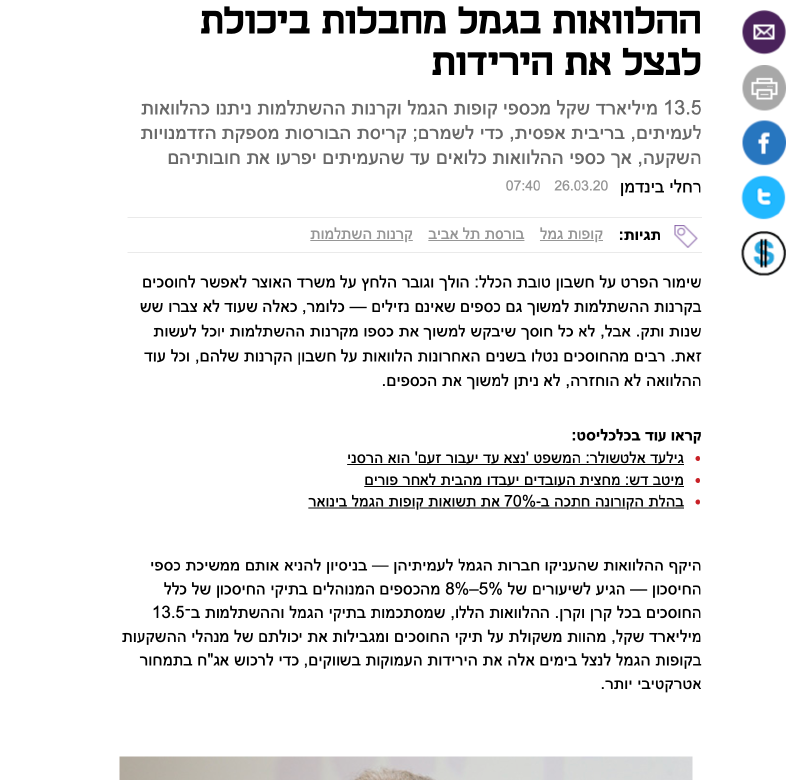 ההלוואות בגמל מחבלות ביכולת
לנצל את הירידות
13.5 מיליארד שקל מכספי קופות הגמל וקרנות ההשתלמות ניתנו כהלוואות
לעמיתים, בריבית אפסית, כדי לשמרם; קריסת הבורסות מספקת הזדמנויות
השקעה, אך כספי ההלוואות כלואים עד שהעמיתים יפרעו את חובותיהם
רחלי בינדמן 26.03.20 07:40
תגיות: קופות גמל בורסת תל אביב קרנות השתלמות
שימור הפרט על חשבון טובת הכלל: הולך וגובר הלחץ על משרד האוצר לאפשר לחוסכים
בקרנות ההשתלמות למשוך גם כספים שאינם נזילים — כלומר, כאלה שעוד לא צברו שש
שנות ותק. אבל, לא כל חוסך שיבקש למשוך את כספו מקרנות ההשתלמות יוכל לעשות
זאת. רבים מהחוסכים נטלו בשנים האחרונות הלוואות על חשבון הקרנות שלהם, וכל עוד
ההלוואה לא הוחזרה, לא ניתן למשוך את הכספים.
קראו עוד בכלכליסט:
• גילעד אלטשולר: המשפט 'נצא עד יעבור זעם' הוא הרסני
• מיטב דש: מחצית העובדים יעבדו מהבית לאחר פורים
• בהלת הקורונה חתכה ב-70% את תשואות קופות הגמל בינואר
היקף ההלוואות שהעניקו חברות הגמל לעמיתיהן — בניסיון להניא אותם ממשיכת כספי
החיסכון — הגיע לשיעורים של 5%–8% מהכספים המנוהלים בתיקי החיסכון של כלל
החוסכים בכל קרן וקרן. ההלוואות הללו, שמסתכמות בתיקי הגמל וההשתלמות ב־13.5
מיליארד שקל, מהוות משקולת על תיקי החוסכים ומגבילות את יכולתם של מנהלי ההשקעות
בקופות הגמל לנצל בימים אלה את הירידות העמוקות בשווקים, כדי לרכוש אג"ח בתמחור
אטרקטיבי יותר.